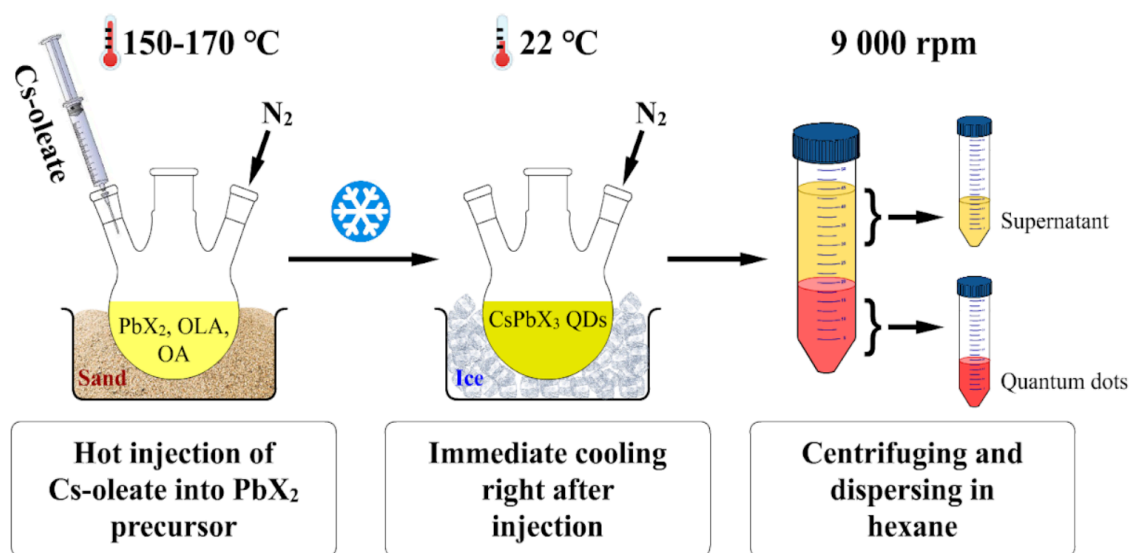 150-170 °C
22 °C
9 000 rpm
Cs-oleate
N₂
N₂
PbX₂, OLA,
OA
Sand
CsPbX₃ QDs
Ice
Supernatant
Quantum dots
Hot injection of
Cs-oleate into PbX₂
precursor
Immediate cooling
right after
injection
Centrifuging and
dispersing in
hexane